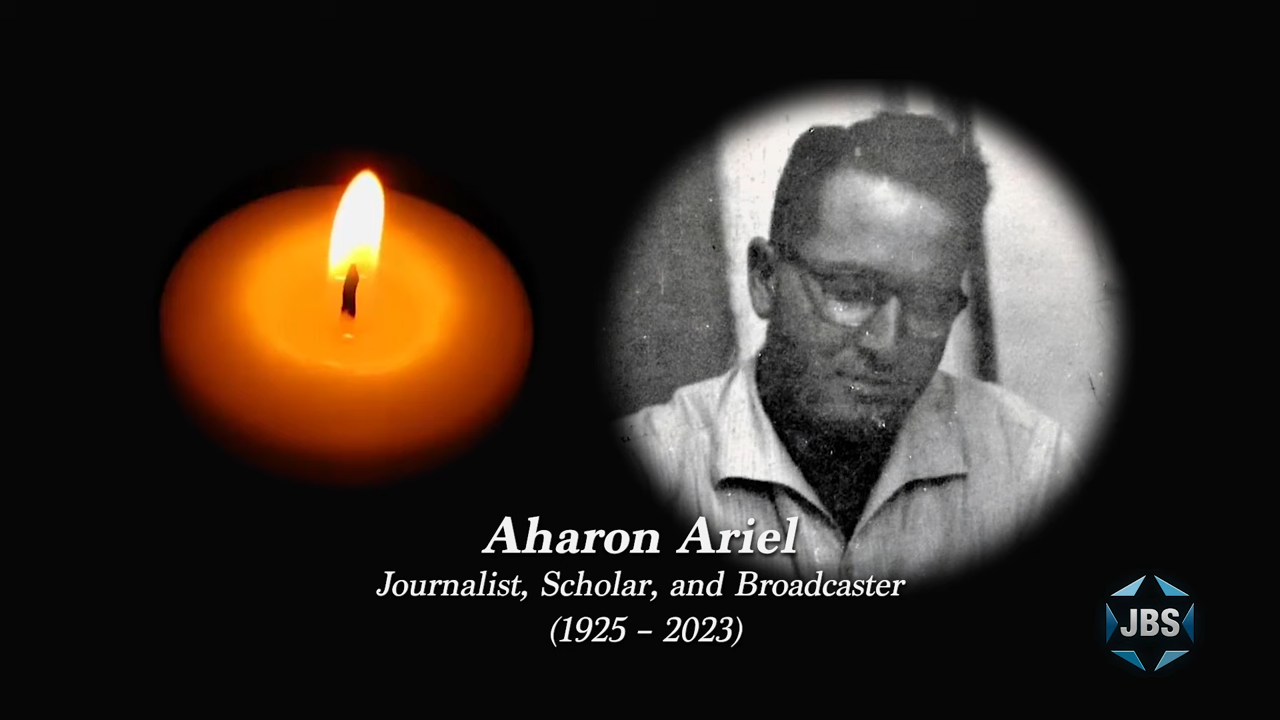 Aharon Ariel
Journalist, Scholar, and Broadcaster
(1925 – 2023)
JBS